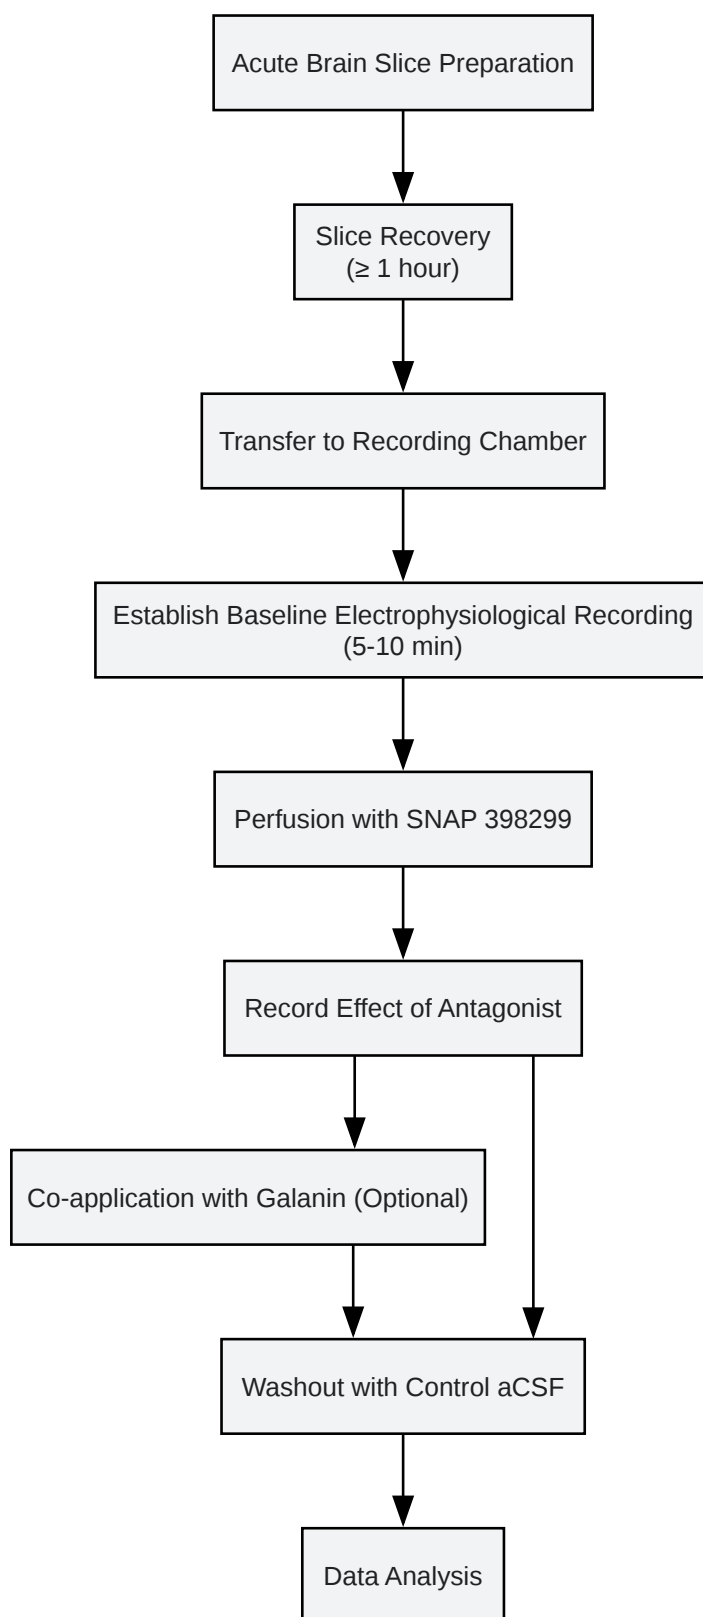 Acute Brain Slice Preparation
Slice Recovery
(≥ 1 hour)
Transfer to Recording Chamber
Establish Baseline Electrophysiological Recording
(5-10 min)
Perfusion with SNAP 398299
Record Effect of Antagonist
Co-application with Galanin (Optional)
Washout with Control aCSF
Data Analysis